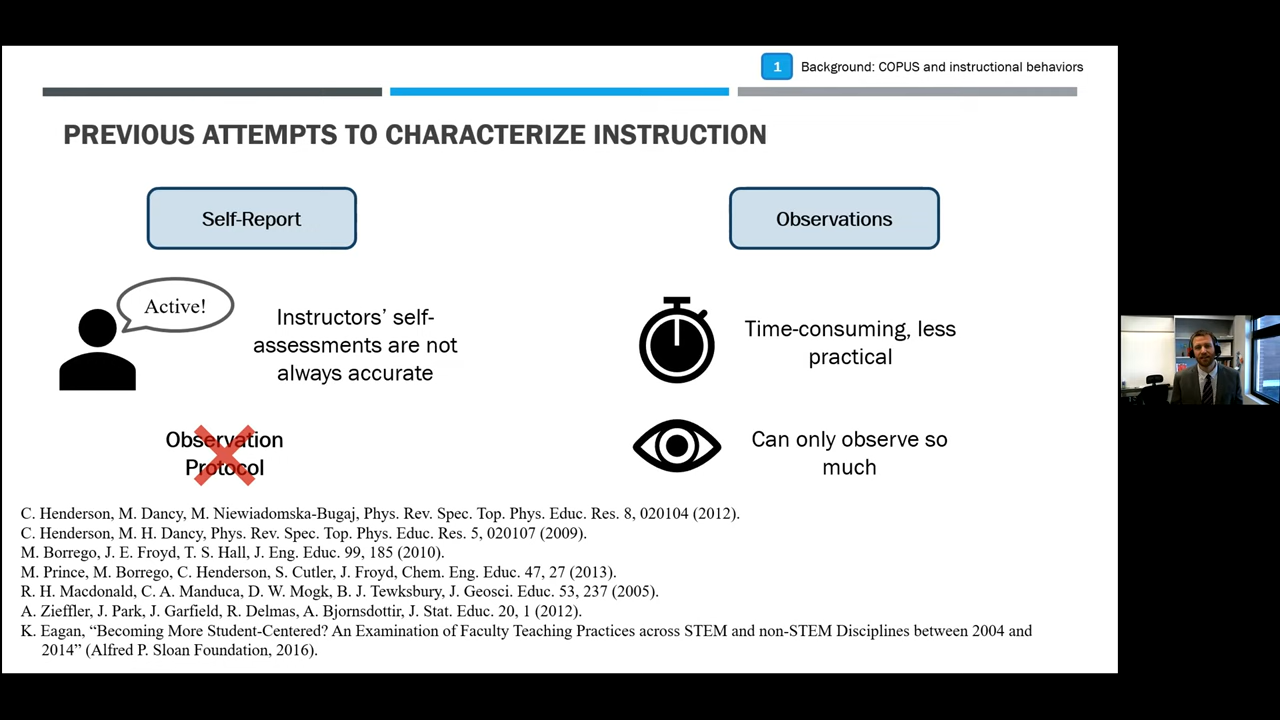 1 Background: COPUS and instructional behaviors
PREVIOUS ATTEMPTS TO CHARACTERIZE INSTRUCTION
Self-Report
Active!
Instructors’ self-
assessments are not
always accurate
Observation
Protocol
Observations
Time-consuming, less
practical
Can only observe so
much
C. Henderson, M. Dancy, M. Niewiadomska-Bugaj, Phys. Rev. Spec. Top. Phys. Educ. Res. 8, 020104 (2012).
C. Henderson, M. H. Dancy, Phys. Rev. Spec. Top. Phys. Educ. Res. 5, 020107 (2009).
M. Borrego, J. E. Froyd, T. S. Hall, J. Eng. Educ. 99, 185 (2010).
M. Prince, M. Borrego, C. Henderson, S. Cutler, J. Froyd, Chem. Eng. Educ. 47, 27 (2013).
R. H. Macdonald, C. A. Manduca, D. W. Mogk, B. J. Tewksbury, J. Geosci. Educ. 53, 237 (2005).
A. Zieffler, J. Park, J. Garfield, R. Delmas, A. Bjornsdottir, J. Stat. Educ. 20, 1 (2012).
K. Eagan, “Becoming More Student-Centered? An Examination of Faculty Teaching Practices across STEM and non-STEM Disciplines between 2004 and
2014” (Alfred P. Sloan Foundation, 2016).